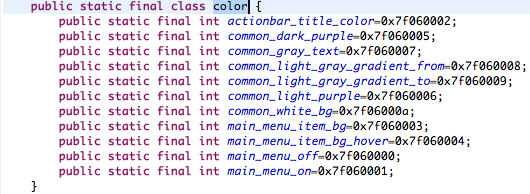 public static final class color {
public static final int actionbar_title_color=0x7f060002;
public static final int common_dark_purple=0x7f060005;
public static final int common_gray_text=0x7f060007;
public static final int common_light_gray_gradient_from=0x7f060008;
public static final int common_light_gray_gradient_to=0x7f060009;
public static final int common_light_purple=0x7f060006;
public static final int common_white_bg=0x7f06000a;
public static final int main_menu_item_bg=0x7f060003;
public static final int main_menu_item_bg_hover=0x7f060004;
public static final int main_menu_off=0x7f060000;
public static final int main_menu_on=0x7f060001;
}